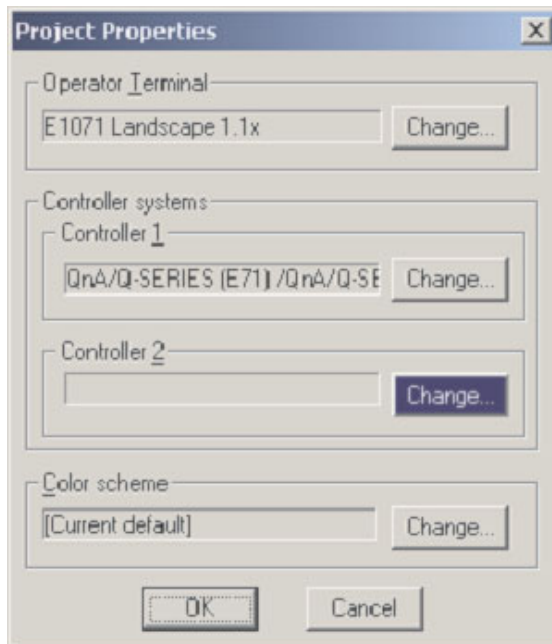 Project Properties
Operator Terminal
E1071 Landscape 1.1x
Change...
Controller systems
Controller 1
QnA/Q-SERIES (E71) /QnA/Q-SE
Change...
Controller 2
Change...
Color scheme
[Current default]
Change...
OK
Cancel